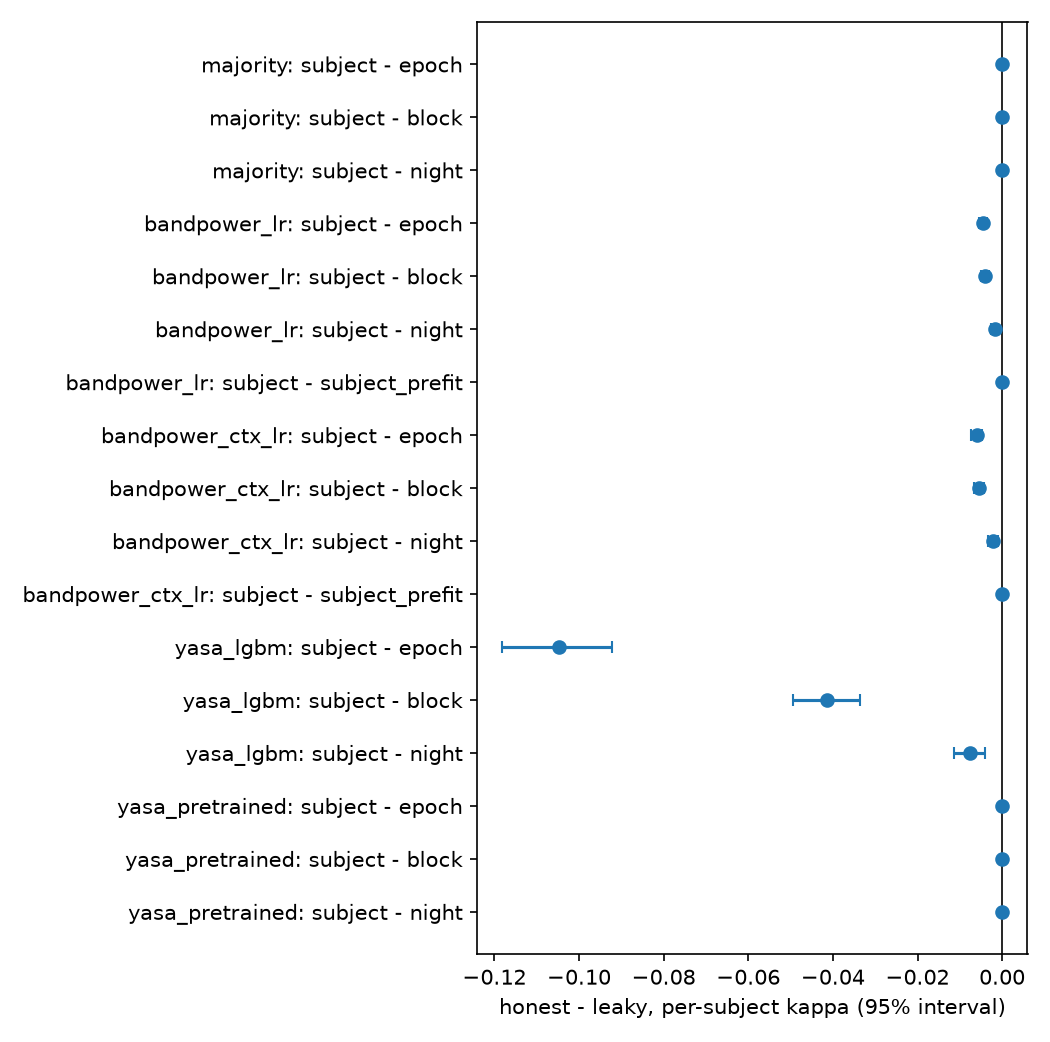 majority: subject - epoch
majority: subject - block
majority: subject - night
bandpower_lr: subject - epoch
bandpower_lr: subject - block
bandpower_lr: subject - night
bandpower_lr: subject - subject_prefit
bandpower_ctx_lr: subject - epoch
bandpower_ctx_lr: subject - block
bandpower_ctx_lr: subject - night
bandpower_ctx_lr: subject - subject_prefit
yasa_lgbm: subject - epoch
yasa_lgbm: subject - block
yasa_lgbm: subject - night
yasa_pretrained: subject - epoch
yasa_pretrained: subject - block
yasa_pretrained: subject - night
−0.12 −0.10 −0.08 −0.06 −0.04 −0.02 0.00
honest - leaky, per-subject kappa (95% interval)